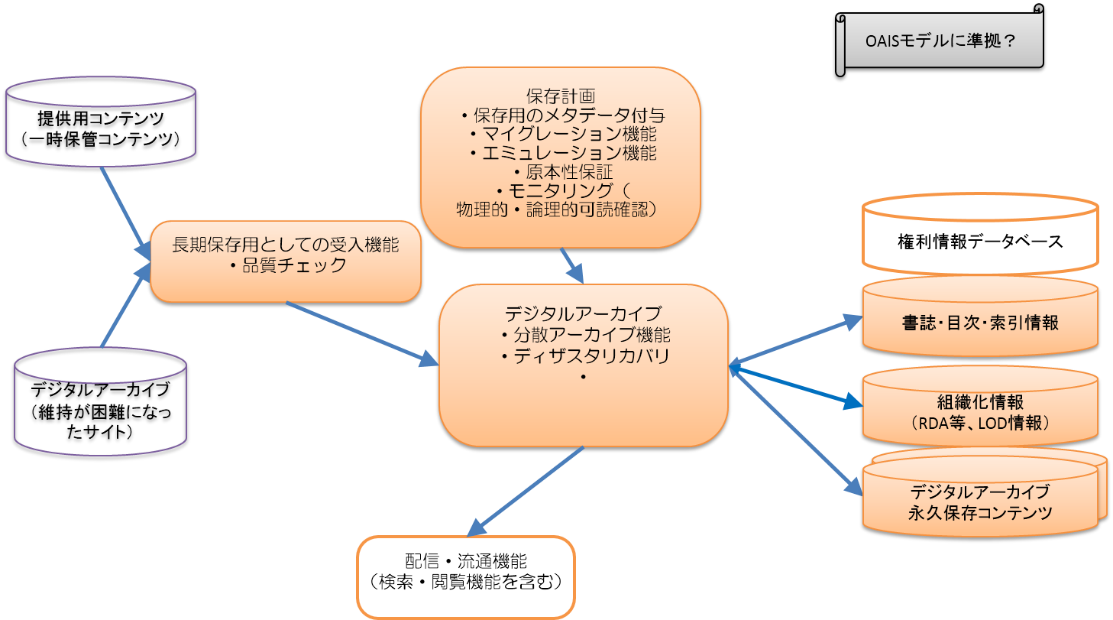 OAISモデルに準拠？
提供用コンテンツ
（一時保管コンテンツ）
保存計画
・保存用のメタデータ付与
・マイグレーション機能
・エミュレーション機能
・原本性保証
・モニタリング（
物理的・論理的可読確認）
長期保存用としての受入機能
・品質チェック
デジタルアーカイブ
（維持が困難になっ
たサイト）
デジタルアーカイブ
・分散アーカイブ機能
・ディザスタリカバリ
・
権利情報データベース
書誌・目次・索引情報
組織化情報
（RDA等、LOD情報）
デジタルアーカイブ
永久保存コンテンツ
配信・流通機能
（検索・閲覧機能を含む）